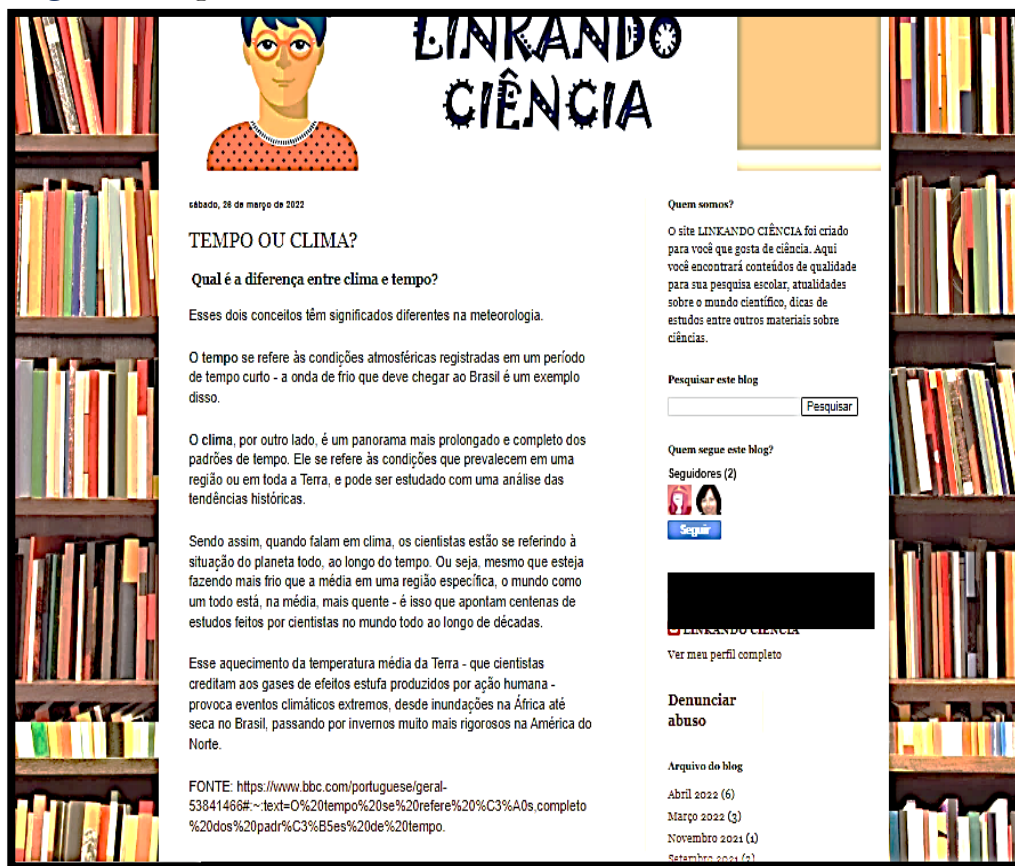 LINKANDO
CIÊNCIA
sábado, 26 de março de 2022
TEMPO OU CLIMA?
Qual é a diferença entre clima e tempo?
Esses dois conceitos têm significados diferentes na meteorologia.
O tempo se refere às condições atmosféricas registradas em um período
de tempo curto - a onda de frio que deve chegar ao Brasil é um exemplo
disso.
O clima, por outro lado, é um panorama mais prolongado e completo dos
padrões de tempo. Ele se refere às condições que prevalecem em uma
região ou em toda a Terra, e pode ser estudado com uma análise das
tendências históricas.
Sendo assim, quando falam em clima, os cientistas estão se referindo à
situação do planeta todo, ao longo do tempo. Ou seja, mesmo que esteja
fazendo mais frio que a média em uma região específica, o mundo como
um todo está, na média, mais quente - é isso que apontam centenas de
estudos feitos por cientistas no mundo todo ao longo de décadas.
Esse aquecimento da temperatura média da Terra - que cientistas
creditam aos gases de efeitos estufa produzidos por ação humana -
provoca eventos climáticos extremos, desde inundações na África até
seca no Brasil, passando por invernos muito mais rigorosos na América do
Norte.
FONTE: https://www.bbc.com/portuguese/geral-
53841466#:~:text=O%20tempo%20se%20refere%20%C3%A0s,completo
%20dos%20padr%C3%B5es%20de%20tempo.
Quem somos?
O site LINKANDO CIÊNCIA foi criado
para você que gosta de ciência. Aqui
você encontrará conteúdos de qualidade
para sua pesquisa escolar, atualidades
sobre o mundo científico, dicas de
estudos entre outros materiais sobre
ciências.
Pesquisar este blog
Pesquisar
Quem segue este blog?
Seguidores (2)
Seguir
LINKANDO CIÊNCIA
Ver meu perfil completo
Denunciar
abuso
Arquivo do blog
Abril 2022 (6)
Março 2022 (3)
Novembro 2021 (1)
Setembro 2021 (2)